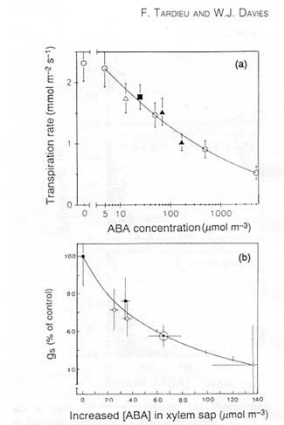 F. TARDIEU AND W.J. DAVIES
(a)
Transpiration rate (mmol m⁻² s⁻¹)
2
1
0
0 5 10 100 1000
ABA concentration (μmol m⁻³)
(b)
gs (% of control)
100
80
60
40
0 20 40 60 80 100 120 140
Increased [ABA] in xylem sap (μmol m⁻³)